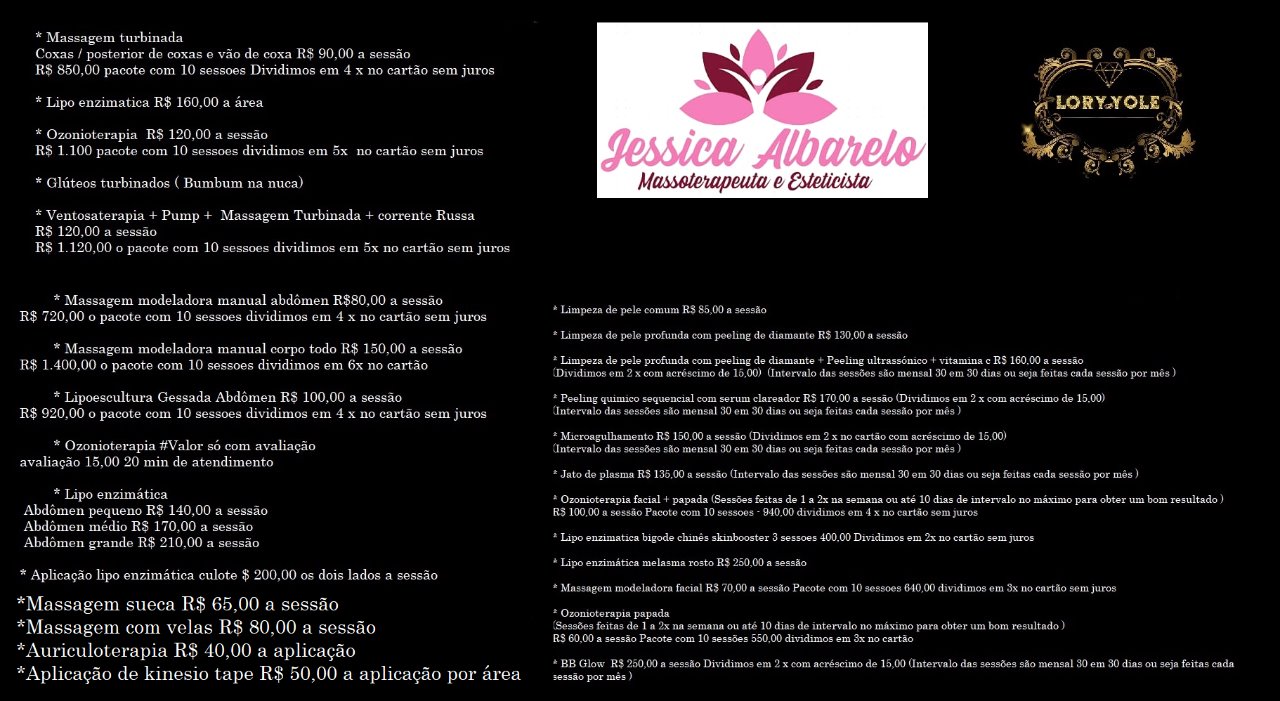 * Massagem turbinada
Coxas / posterior de coxas e vão de coxa R$ 90,00 a sessão
R$ 850,00 pacote com 10 sessoes Dividimos em 4 x no cartão sem juros
* Lipo enzimatica R$ 160,00 a área
* Ozonioterapia R$ 120,00 a sessão
R$ 1.100 pacote com 10 sessoes dividimos em 5x no cartão sem juros
* Glúteos turbinados ( Bumbum na nuca)
* Ventosaterapia + Pump + Massagem Turbinada + corrente Russa
R$ 120,00 a sessão
R$ 1.120,00 o pacote com 10 sessoes dividimos em 5x no cartão sem juros
* Massagem modeladora manual abdômen R$80,00 a sessão
R$ 720,00 o pacote com 10 sessoes dividimos em 4 x no cartão sem juros
* Massagem modeladora manual corpo todo R$ 150,00 a sessão
R$ 1.400,00 o pacote com 10 sessoes dividimos em 6x no cartão
* Lipoescultura Gessada Abdômen R$ 100,00 a sessão
R$ 920,00 o pacote com 10 sessoes dividimos em 4 x no cartão sem juros
* Ozonioterapia #Valor só com avaliação
avaliação 15,00 20 min de atendimento
* Lipo enzimática
Abdômen pequeno R$ 140,00 a sessão
Abdômen médio R$ 170,00 a sessão
Abdômen grande R$ 210,00 a sessão
* Aplicação lipo enzimática culote $ 200,00 os dois lados a sessão
*Massagem sueca R$ 65,00 a sessão
*Massagem com velas R$ 80,00 a sessão
*Auriculoterapia R$ 40,00 a aplicação
*Aplicação de kinesio tape R$ 50,00 a aplicação por área
Jessica Albarelo
Massoterapeuta e Esteticista
LORY YOLE
* Limpeza de pele comum R$ 85,00 a sessão
* Limpeza de pele profunda com peeling de diamante R$ 130,00 a sessão
* Limpeza de pele profunda com peeling de diamante + Peeling ultrassónico + vitamina c R$ 160,00 a sessão
(Dividimos em 2 x com acréscimo de 15,00) (Intervalo das sessões são mensal 30 em 30 dias ou seja feitas cada sessão por mês )
* Peeling quimico sequencial com serum clareador R$ 170,00 a sessão (Dividimos em 2 x com acréscimo de 15,00)
(Intervalo das sessões são mensal 30 em 30 dias ou seja feitas cada sessão por mês )
* Microagulhamento R$ 150,00 a sessão (Dividimos em 2 x no cartão com acréscimo de 15,00)
(Intervalo das sessões são mensal 30 em 30 dias ou seja feitas cada sessão por mês )
* Jato de plasma R$ 135,00 a sessão (Intervalo das sessões são mensal 30 em 30 dias ou seja feitas cada sessão por mês )
* Ozonioterapia facial + papada (Sessões feitas de 1 a 2x na semana ou até 10 dias de intervalo no máximo para obter um bom resultado )
R$ 100,00 a sessão Pacote com 10 sessoes - 940,00 dividimos em 4 x no cartão sem juros
* Lipo enzimatica bigode chinês skinbooster 3 sessoes 400,00 Dividimos em 2x no cartão sem juros
* Lipo enzimática melasma rosto R$ 250,00 a sessão
* Massagem modeladora facial R$ 70,00 a sessão Pacote com 10 sessoes 640,00 dividimos em 3x no cartão sem juros
* Ozonioterapia papada
(Sessões feitas de 1 a 2x na semana ou até 10 dias de intervalo no máximo para obter um bom resultado )
R$ 60,00 a sessão Pacote com 10 sessões 550,00 dividimos em 3x no cartão
* BB Glow R$ 250,00 a sessão Dividimos em 2 x com acréscimo de 15,00 (Intervalo das sessões são mensal 30 em 30 dias ou seja feitas cada
sessão por mês )